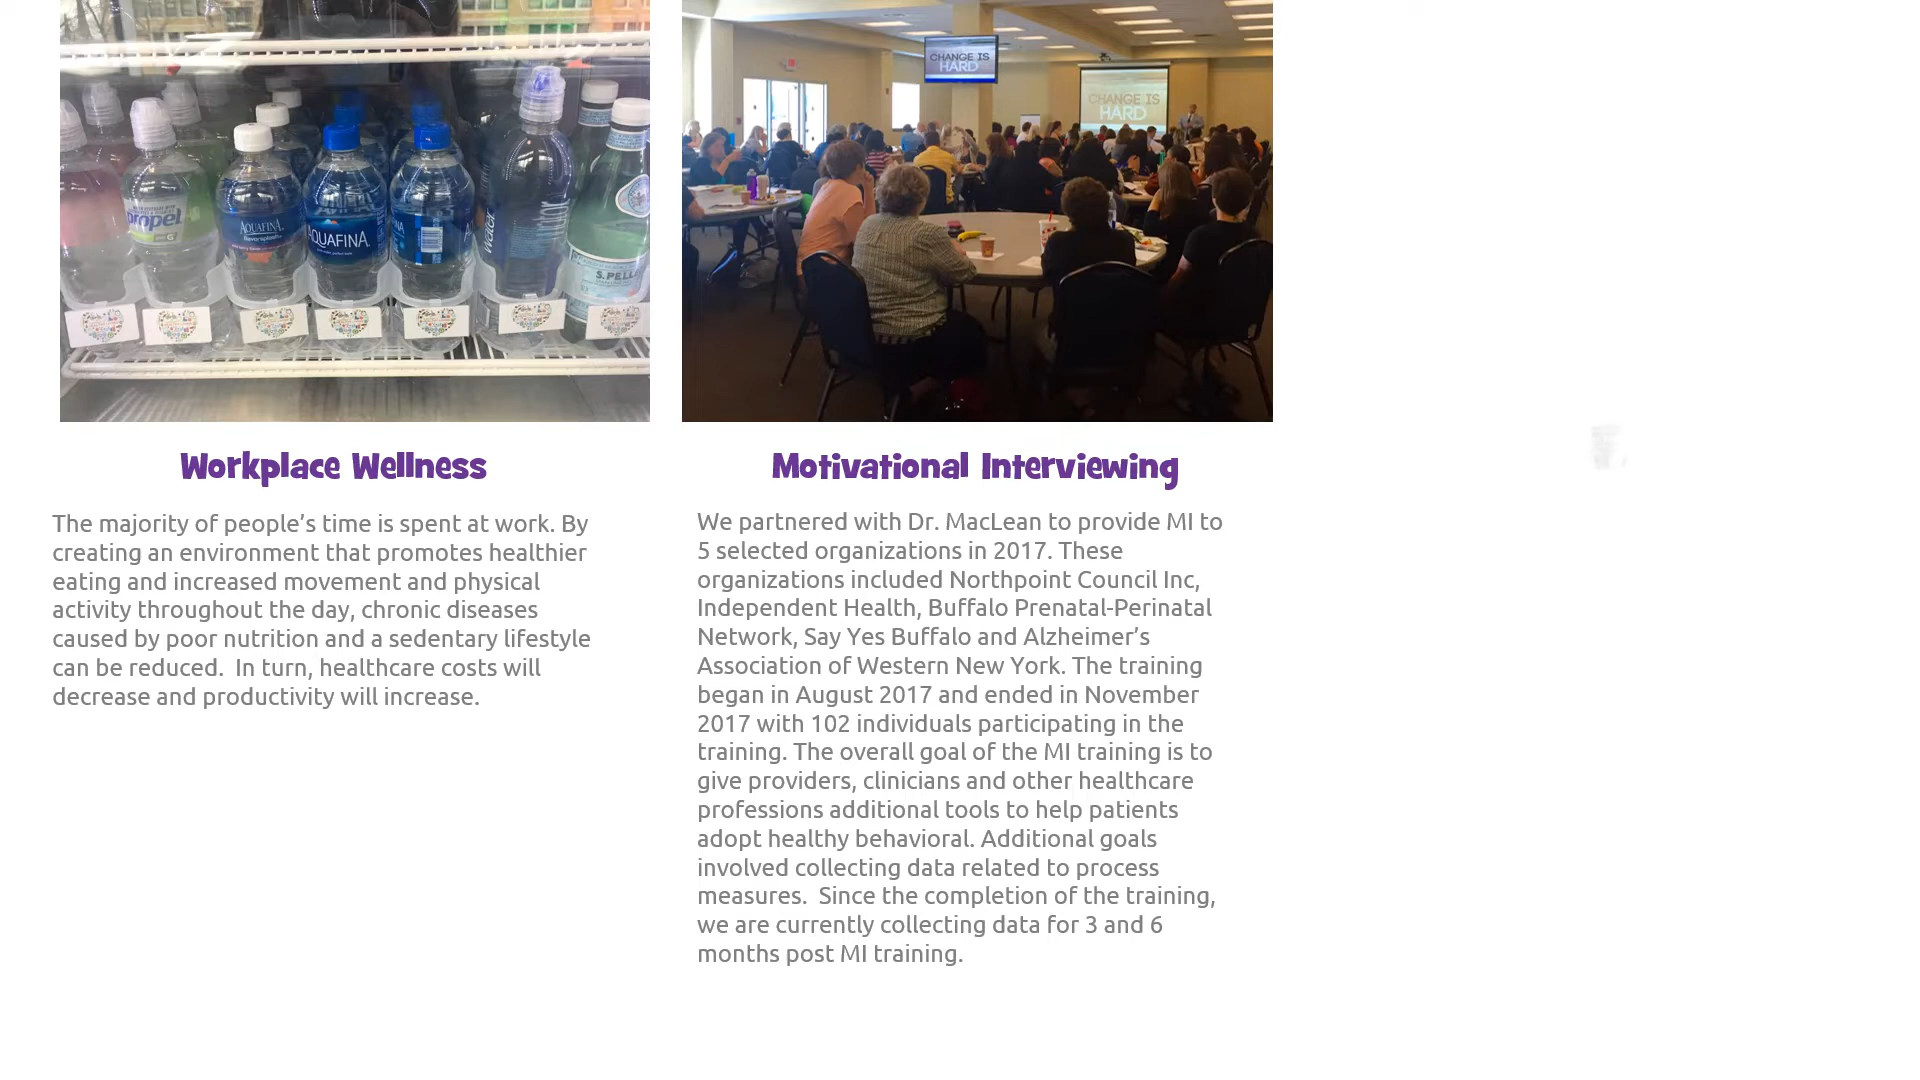 propel
AQUAFINA
flavorsplash
AQUAFINA
water
S.PELLE
CHANGE IS
HARD
CHANGE IS
HARD
Workplace Wellness
The majority of people’s time is spent at work. By
creating an environment that promotes healthier
eating and increased movement and physical
activity throughout the day, chronic diseases
caused by poor nutrition and a sedentary lifestyle
can be reduced.  In turn, healthcare costs will
decrease and productivity will increase.
Motivational Interviewing
We partnered with Dr. MacLean to provide MI to
5 selected organizations in 2017. These
organizations included Northpoint Council Inc,
Independent Health, Buffalo Prenatal-Perinatal
Network, Say Yes Buffalo and Alzheimer’s
Association of Western New York. The training
began in August 2017 and ended in November
2017 with 102 individuals participating in the
training. The overall goal of the MI training is to
give providers, clinicians and other healthcare
professions additional tools to help patients
adopt healthy behavioral. Additional goals
involved collecting data related to process
measures.  Since the completion of the training,
we are currently collecting data for 3 and 6
months post MI training.